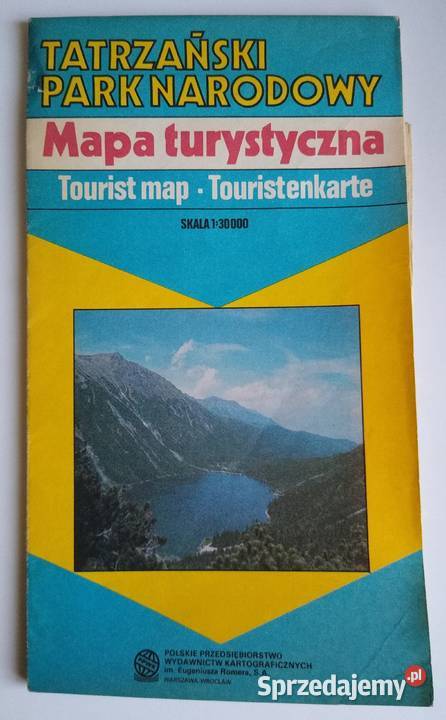 TATRZAŃSKI
PARK NARODOWY
Mapa turystyczna
Tourist map • Touristenkarte
SKALA 1:30 000
PPWK
POLSKIE PRZEDSIĘBIORSTWO
WYDAWNICTW KARTOGRAFICZNYCH
im. Eugeniusza Romera, S.A.
WARSZAWA-WROCŁAW
Sprzedajemy.pl